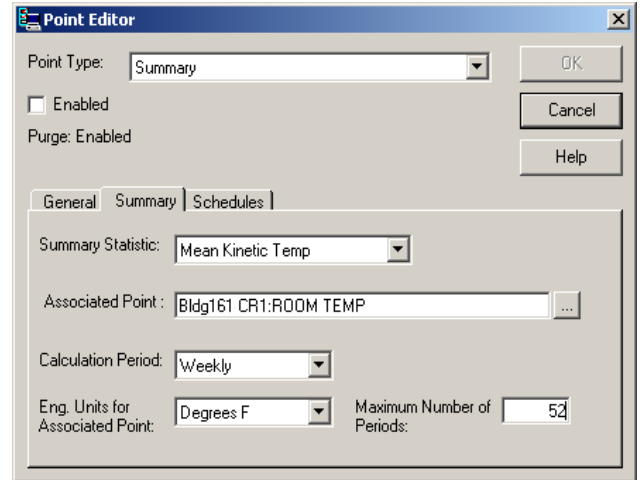 Point Editor
Point Type: Summary OK
Enabled Cancel
Purge: Enabled
Help
General Summary Schedules
Summary Statistic: Mean Kinetic Temp
Associated Point : Bldg161 CR1:ROOM TEMP ...
Calculation Period: Weekly
Eng. Units for Associated Point: Degrees F Maximum Number of Periods: 52